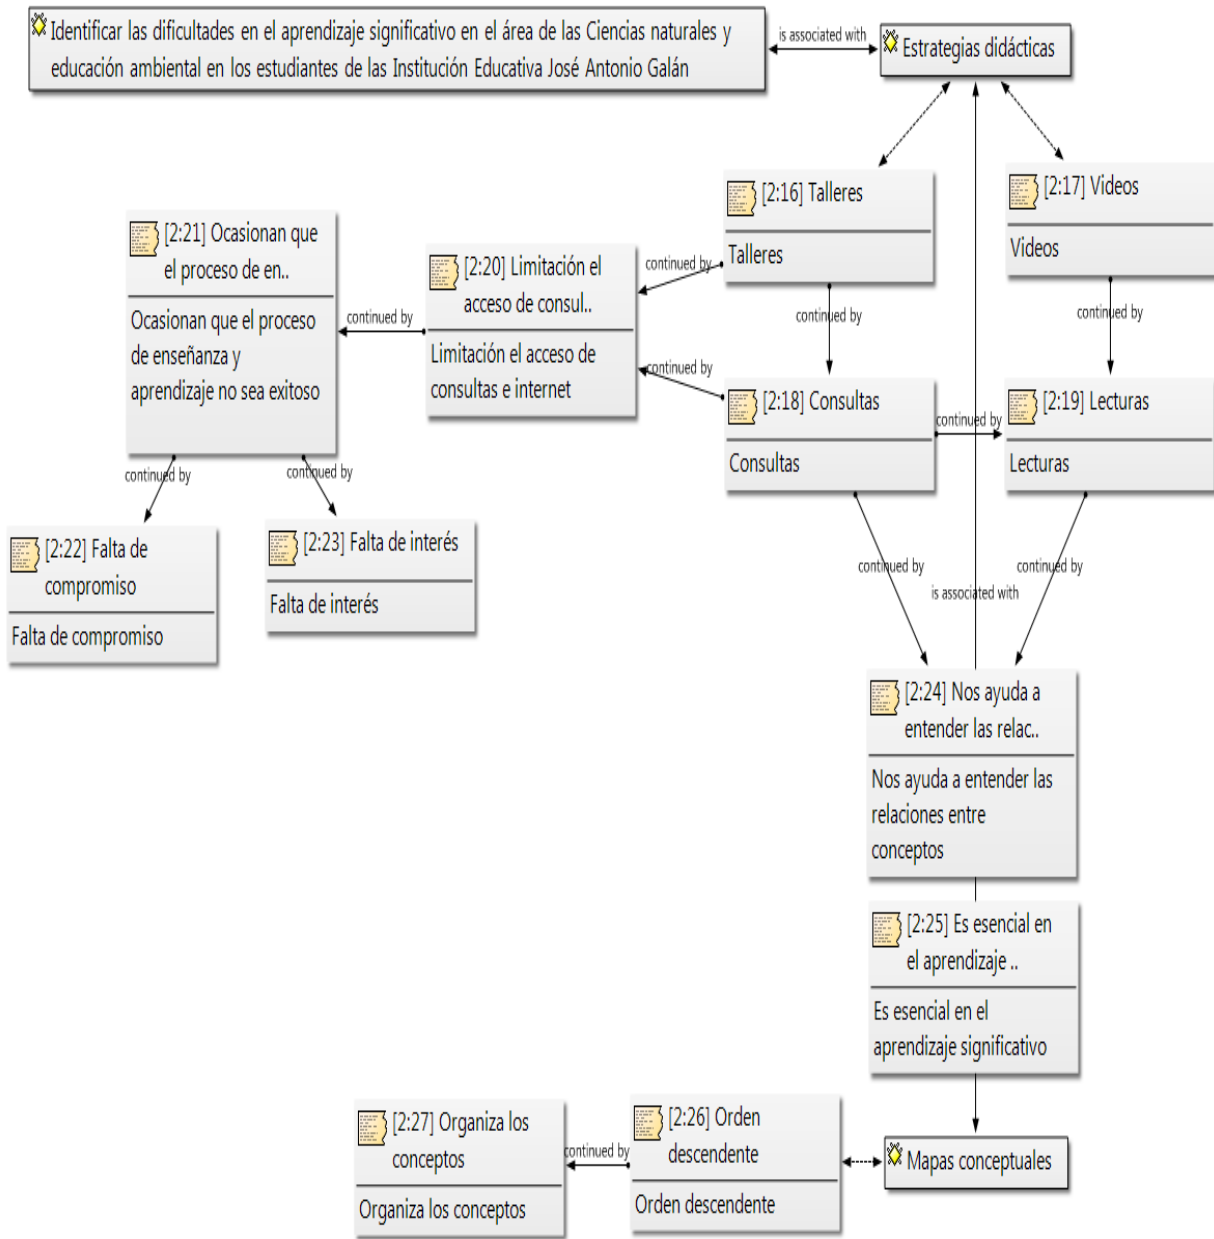 Identificar las dificultades en el aprendizaje significativo en el área de las Ciencias naturales y
educación ambiental en los estudiantes de las Institución Educativa José Antonio Galán
is associated with
Estrategias didácticas
[2:16] Talleres
Talleres
[2:17] Videos
Videos
[2:21] Ocasionan que
el proceso de en..
Ocasionan que el proceso
de enseñanza y
aprendizaje no sea exitoso
continued by
[2:20] Limitación el
acceso de consul..
Limitación el acceso de
consultas e internet
continued by
continued by
continued by
continued by
[2:18] Consultas
Consultas
continued by
[2:19] Lecturas
Lecturas
continued by
continued by
[2:22] Falta de
compromiso
Falta de compromiso
[2:23] Falta de interés
Falta de interés
continued by
is associated with
continued by
[2:24] Nos ayuda a
entender las relac..
Nos ayuda a entender las
relaciones entre
conceptos
[2:25] Es esencial en
el aprendizaje ..
Es esencial en el
aprendizaje significativo
[2:27] Organiza los
conceptos
Organiza los conceptos
continued by
[2:26] Orden
descendente
Orden descendente
Mapas conceptuales